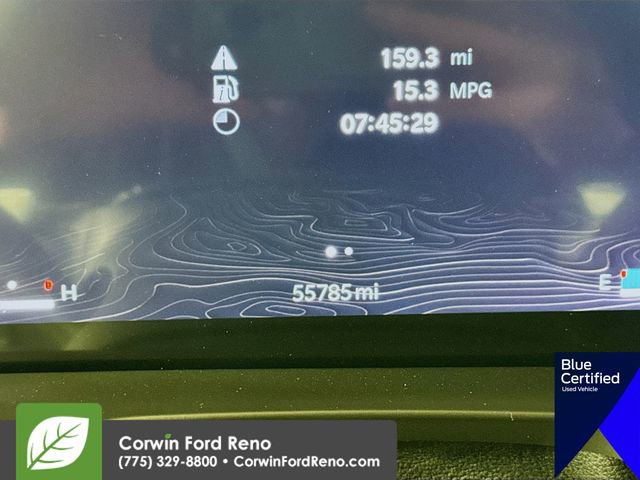 159.3 mi
15.3 MPG
07:45:29
H
E
55785 mi
Blue
Certified
Used Vehicle
Corwin Ford Reno
(775) 329-8800 • CorwinFordReno.com